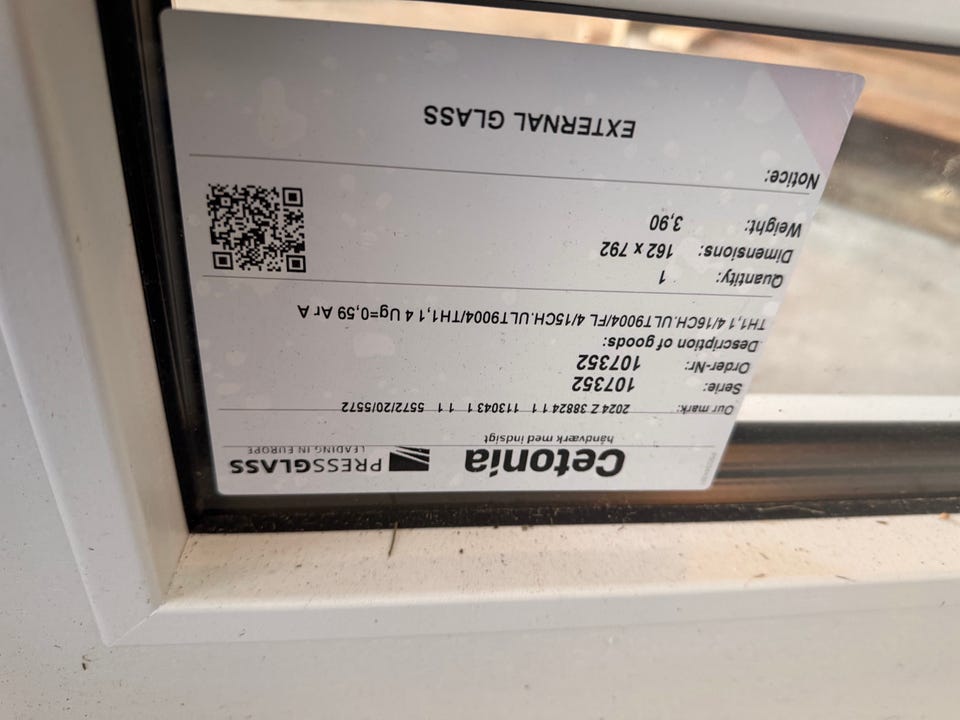 Cetonia
håndværk med indsigt
PRESSGLASS
LEADING IN EUROPE
Our mark: 2024 Z 38824 1 1 113043 1 1 1 5572/20/5572
Serie: 107352
Order-Nr: 107352
Description of goods:
TH1,1 4/16CH.ULT9004/FL 4/15CH.ULT9004/TH1,1 4 Ug=0,59 Ar A
Quantity: 1
Dimensions: 162 x 792
Weight: 3,90
Notice:
EXTERNAL GLASS